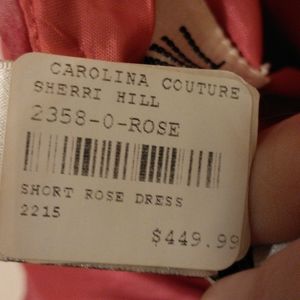 CAROLINA COUTURE
SHERRI HILL
2358-0-ROSE
SHORT ROSE DRESS
2215
$449.99